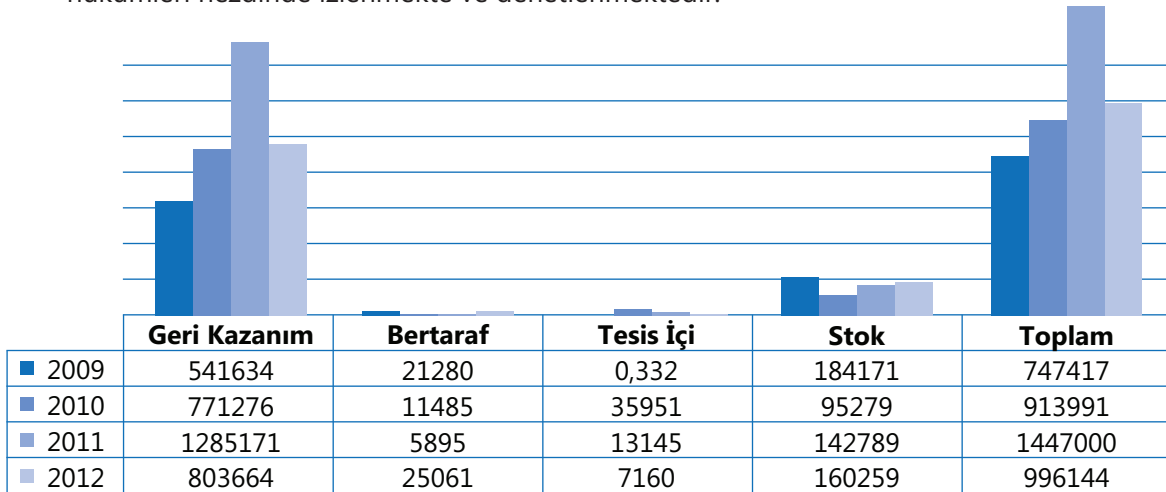 Geri Kazanım Bertaraf Tesis İçi Stok Toplam
2009 541634 21280 0,332 184171 747417
2010 771276 11485 35951 95279 913991
2011 1285171 5895 13145 142789 1447000
2012 803664 25061 7160 160259 996144